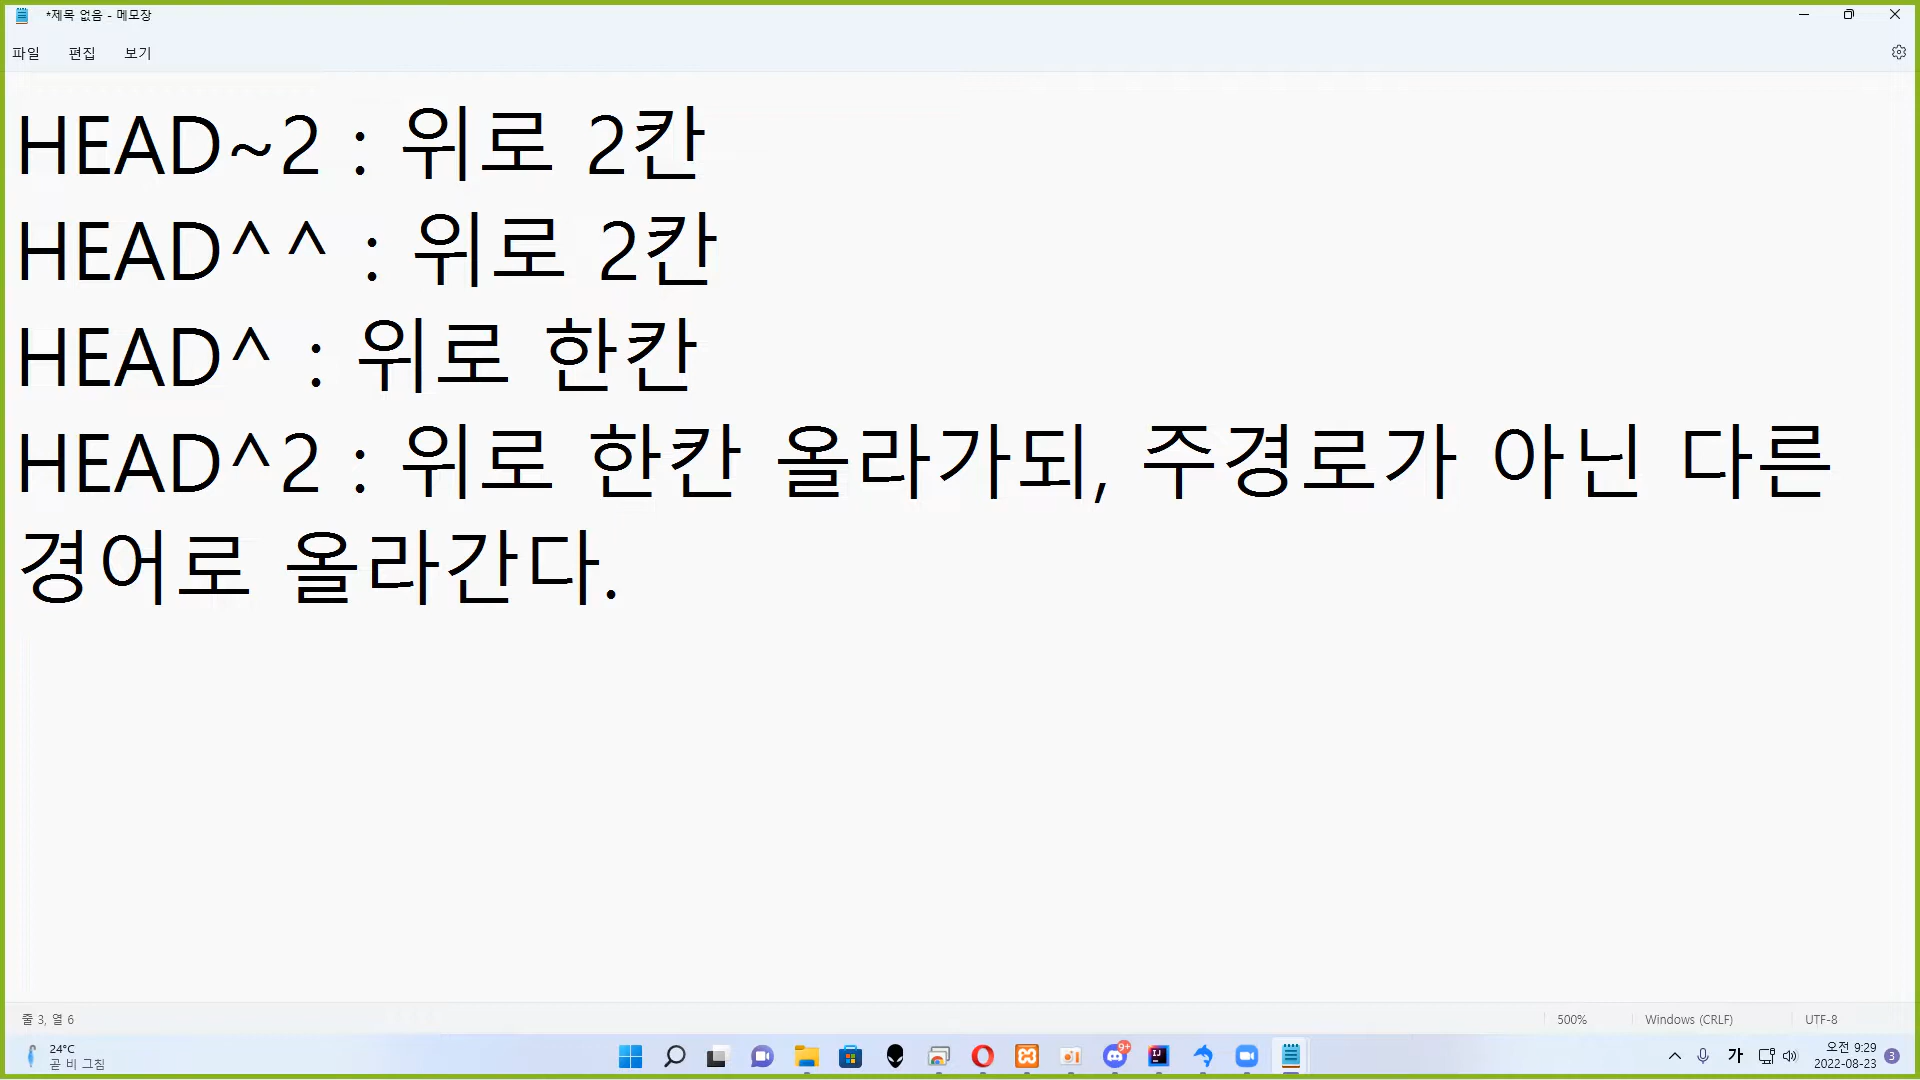 *제목 없음 - 메모장
파일 편집 보기
HEAD~2 : 위로 2칸
HEAD^^ : 위로 2칸
HEAD^ : 위로 한칸
HEAD^2 : 위로 한칸 올라가되, 주경로가 아닌 다른
경어로 올라간다.
줄 3, 열 6 500% Windows (CRLF) UTF-8
24°C
곧 비 그침
9+
IJ
가
오전 9:29
2022-08-23
3